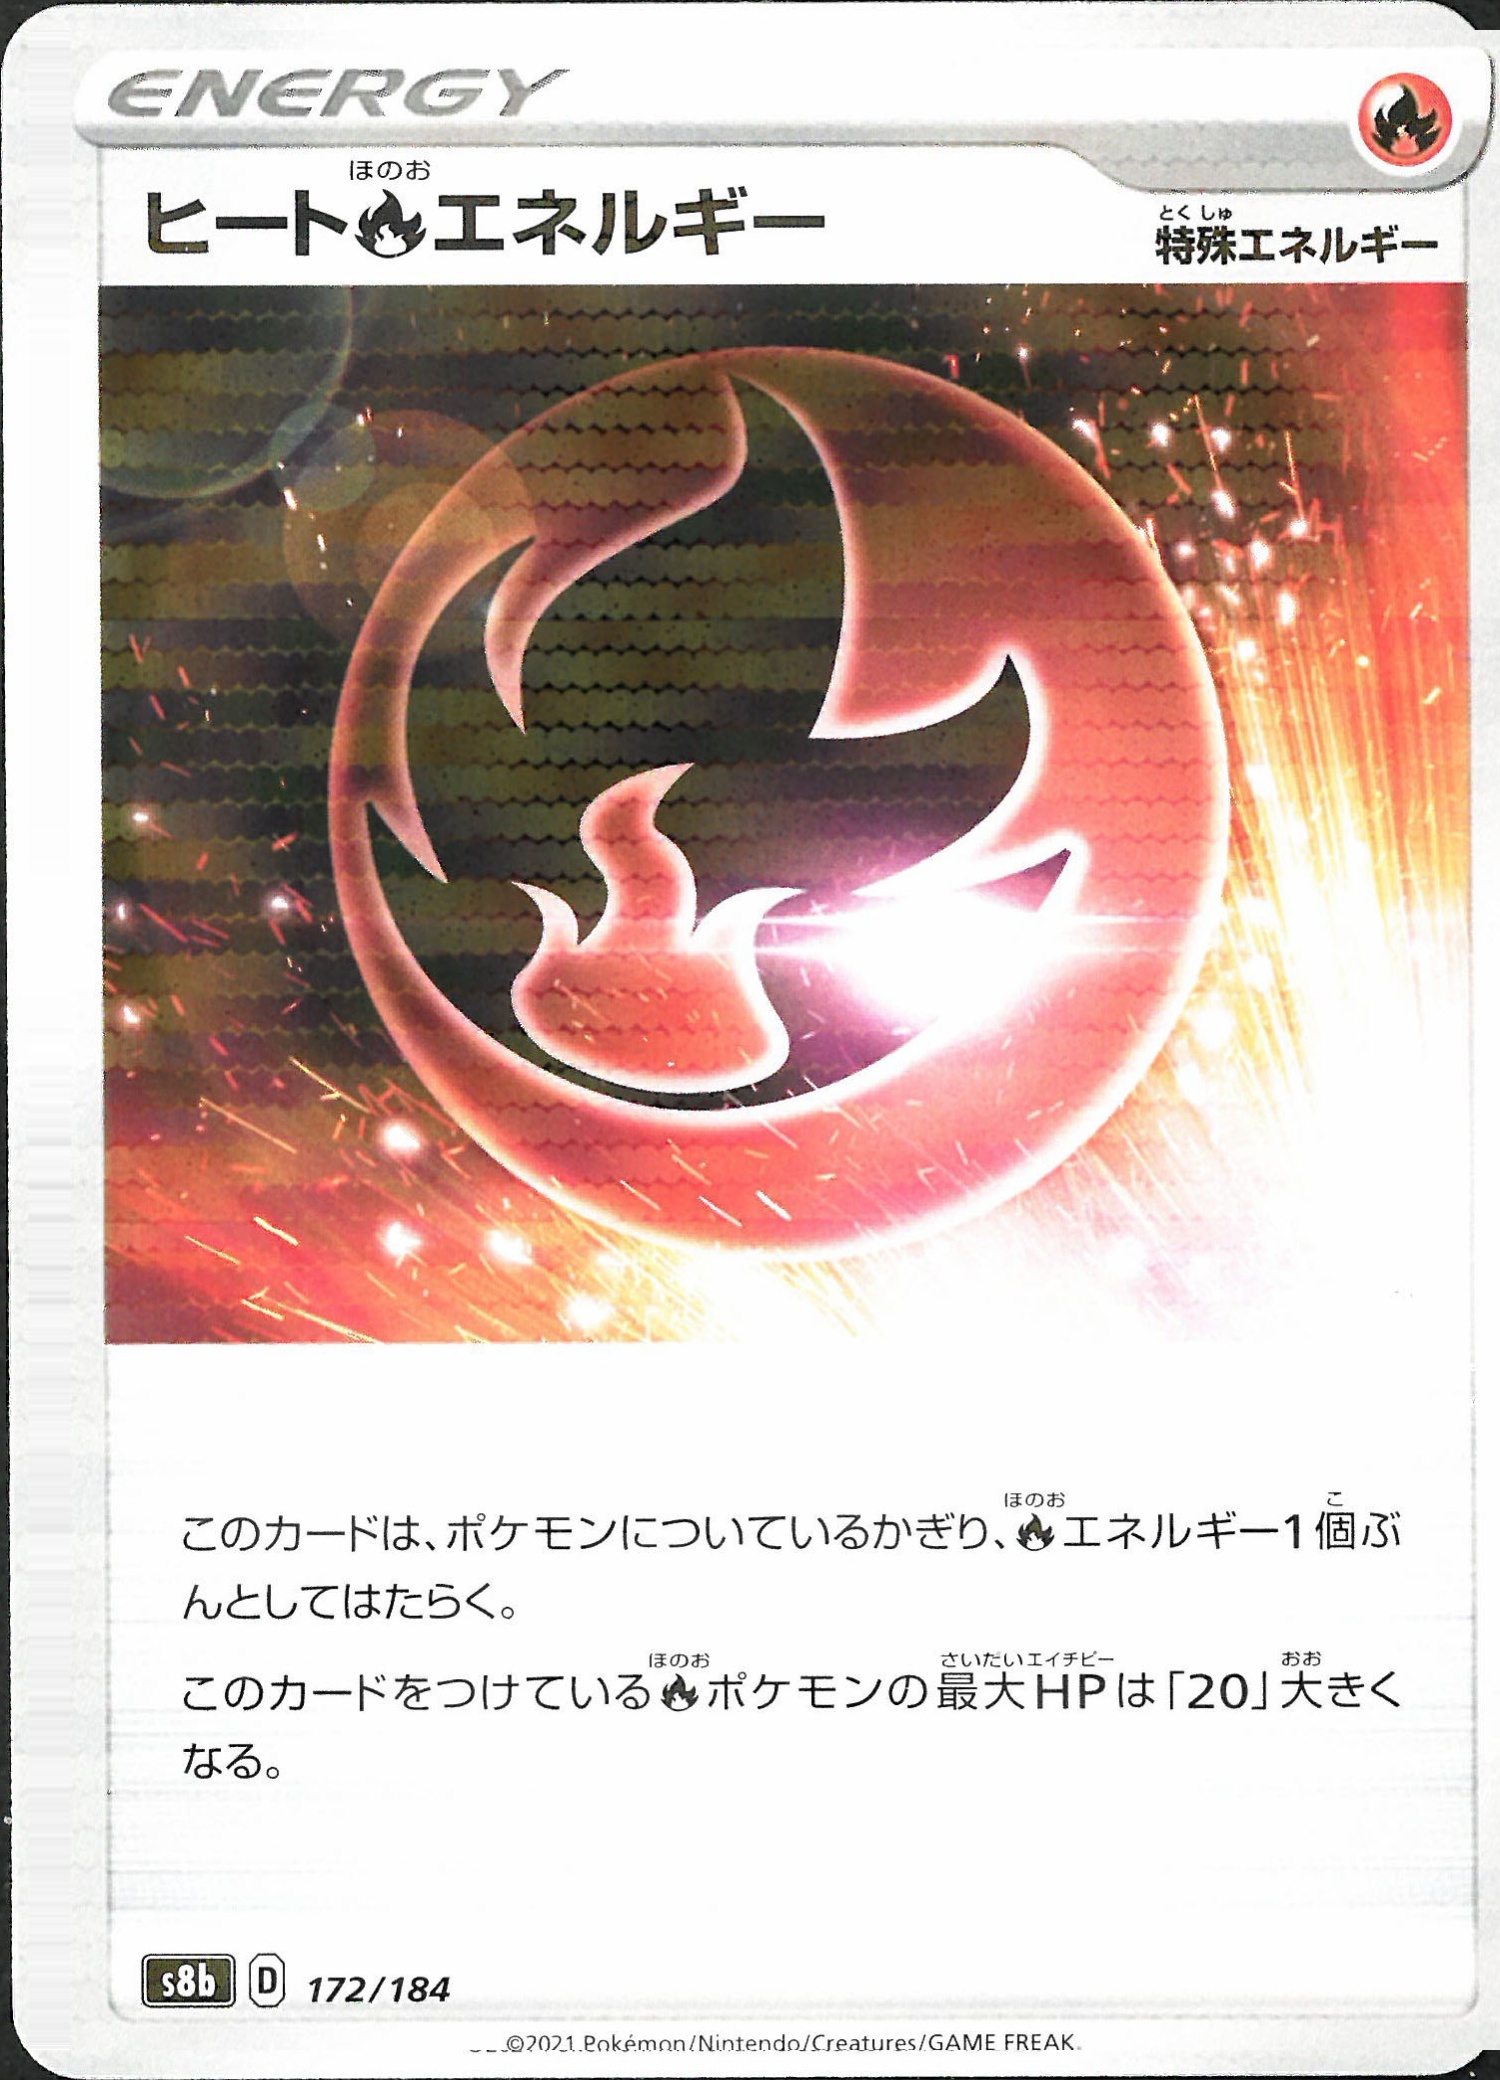 ENERGY
ほのお
ヒートエネルギー
とくしゅ
特殊エネルギー
ほのお こ
このカードは、ポケモンについているかぎり、エネルギー1個ぶ
んとしてはたらく。
ほのお さいだいエイチピー おお
このカードをつけているポケモンの最大HPは「20」大きく
なる。
s8b D 172/184
©2021 Pokémon/Nintendo/Creatures/GAME FREAK.